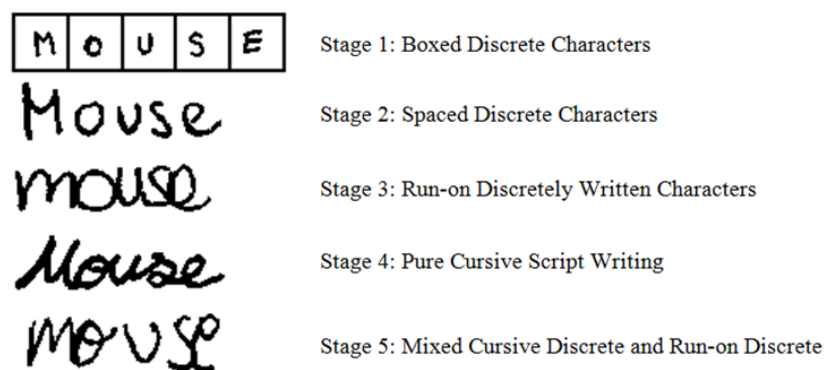 MOUSE Stage 1: Boxed Discrete Characters
Mouse Stage 2: Spaced Discrete Characters
mouse Stage 3: Run-on Discretely Written Characters
Mouse Stage 4: Pure Cursive Script Writing
mouse Stage 5: Mixed Cursive Discrete and Run-on Discrete